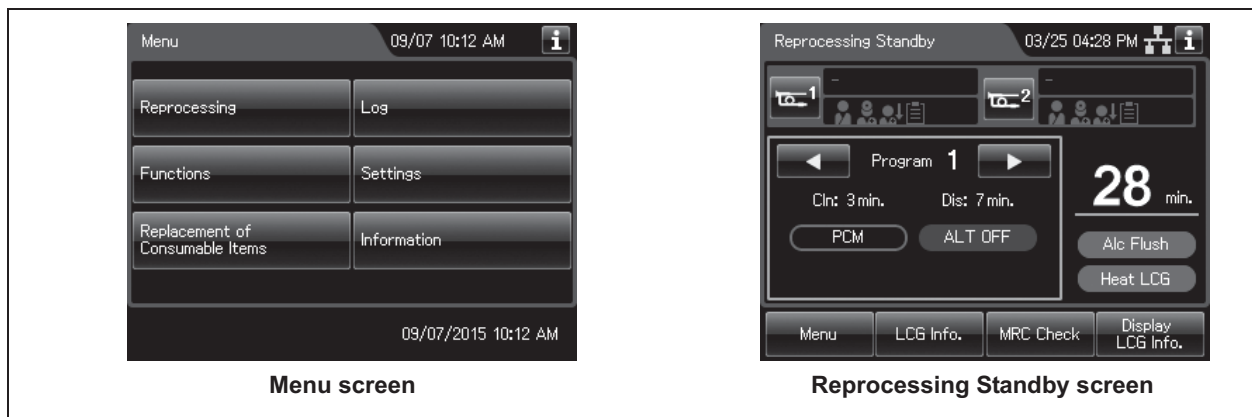 Menu 09/07 10:12 AM i
Reprocessing Log
Functions Settings
Replacement of
Consumable Items
Information
09/07/2015 10:12 AM
Menu screen
Reprocessing Standby 03/25 04:28 PM i
1 - 2 -
Program 1
Cln: 3 min. Dis: 7 min.
PCM ALT OFF
28 min.
Alc Flush
Heat LCG
Menu LCG Info. MRC Check Display
LCG Info.
Reprocessing Standby screen